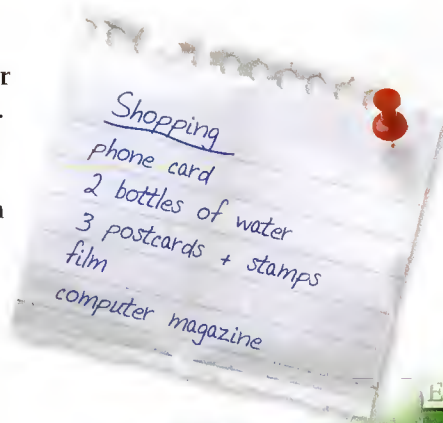 r
.
Shopping
phone card
2 bottles of water
3 postcards + stamps
film
computer magazine
E